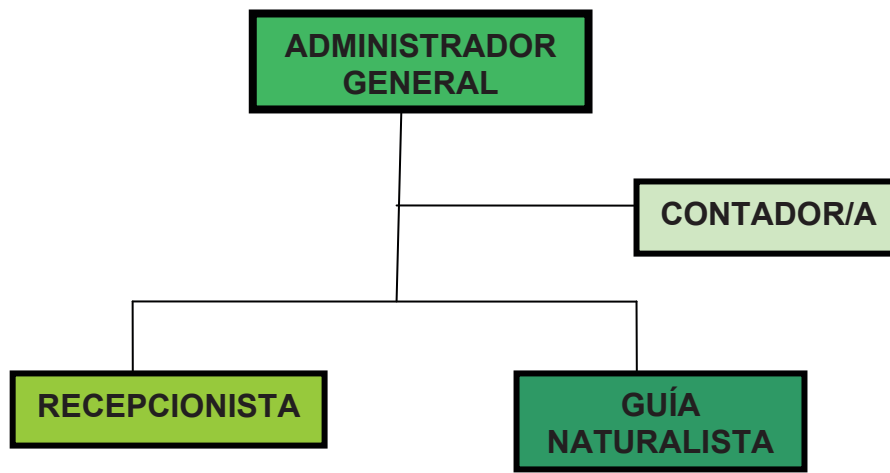 ADMINISTRADOR
GENERAL
CONTADOR/A
RECEPCIONISTA
GUÍA
NATURALISTA